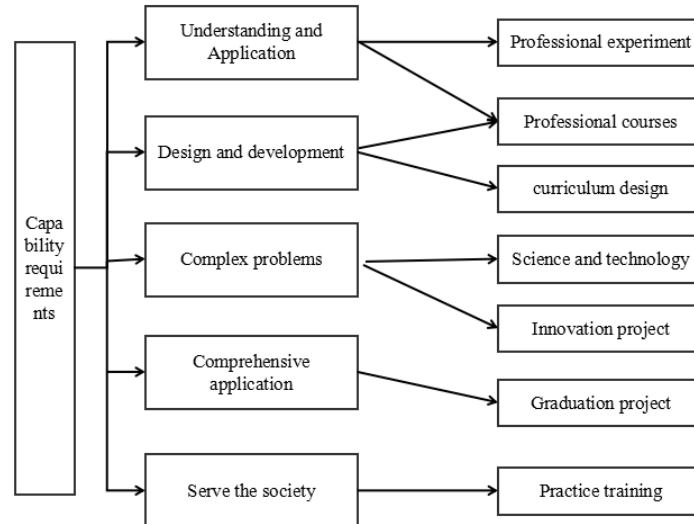 Capa
bility
requi
reme
nts
Understanding and
Application
Design and development
Complex problems
Comprehensive
application
Serve the society
Professional experiment
Professional courses
curriculum design
Science and technology
Innovation project
Graduation project
Practice training